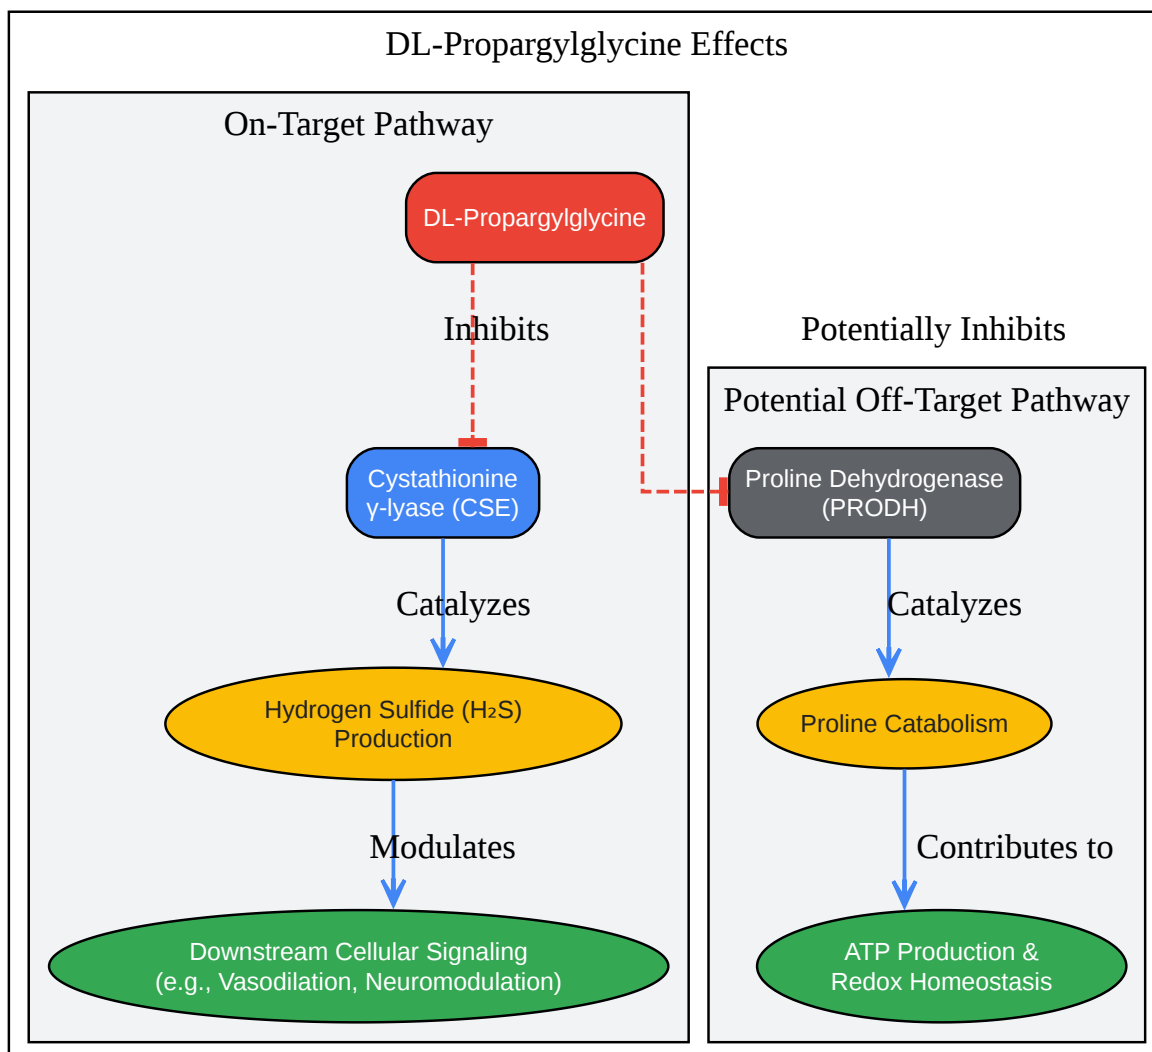 DL-Propargylglycine Effects
On-Target Pathway
DL-Propargylglycine
Inhibits
Potentially Inhibits
Potential Off-Target Pathway
Cystathionine
γ-lyase (CSE)
Proline Dehydrogenase
(PRODH)
Catalyzes
Catalyzes
Hydrogen Sulfide (H₂S)
Production
Proline Catabolism
Modulates
Contributes to
Downstream Cellular Signaling
(e.g., Vasodilation, Neuromodulation)
ATP Production &
Redox Homeostasis